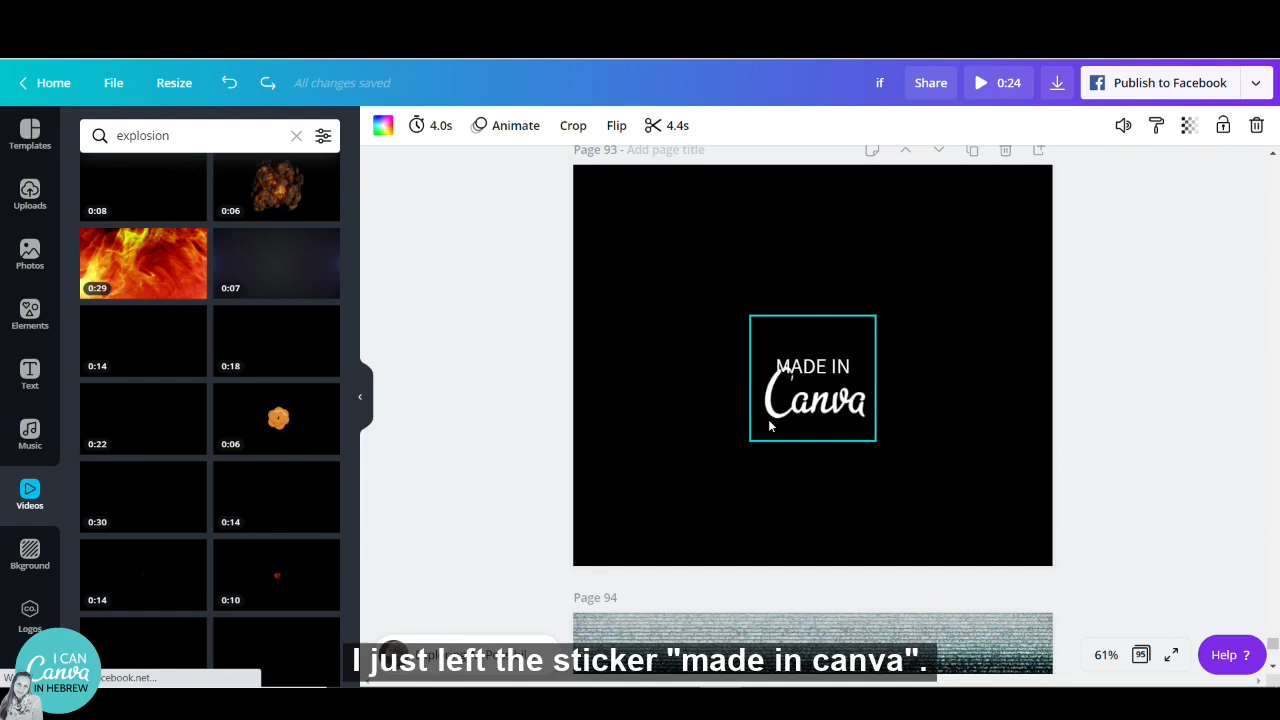 Home
File
Resize
All changes saved
if
Share
0:24
Publish to Facebook
Templates
Uploads
Photos
Elements
Text
Music
Videos
Bkground
Logos
explosion
0:08
0:06
0:29
0:07
0:14
0:18
0:22
0:06
0:30
0:14
0:14
0:10
4.0s
Animate
Crop
Flip
4.4s
Page 93 - Add page title
MADE IN
Canva
Page 94
61%
95
Help ?
just left the sticker "made in canva".
I CAN
Canva
IN HEBREW